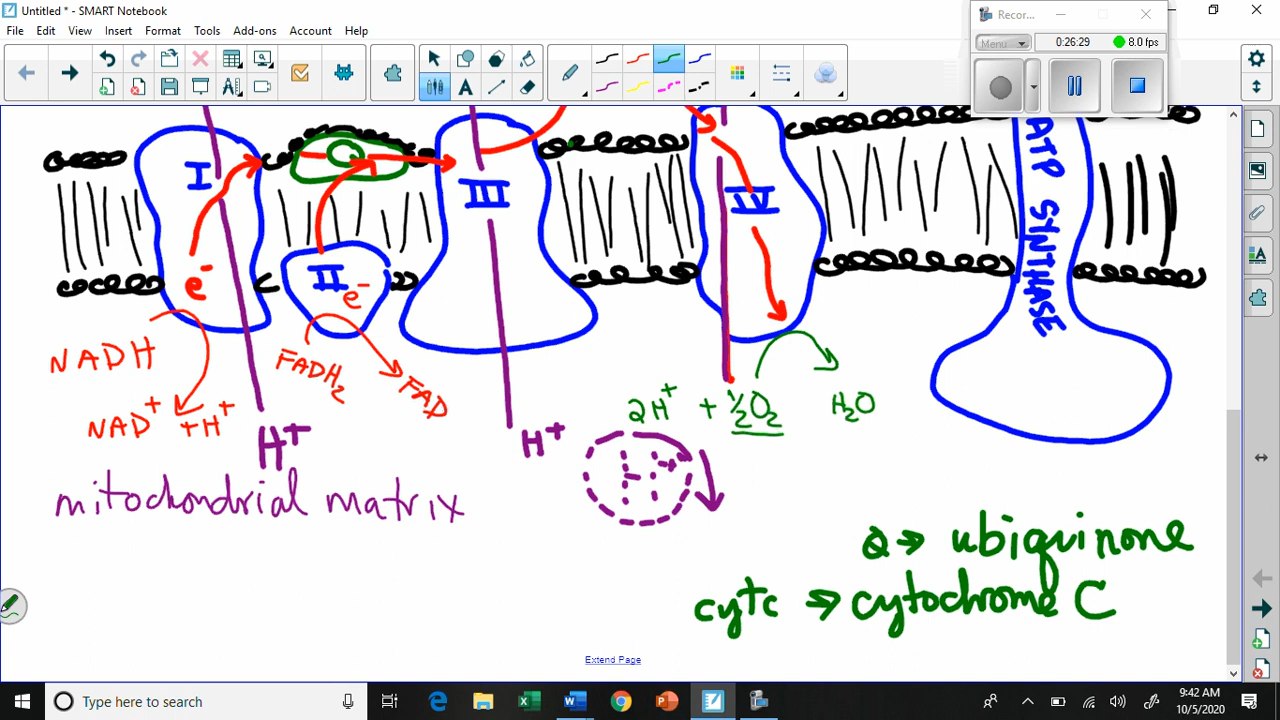 Untitled * - SMART Notebook
Recor...
File Edit View Insert Format Tools Add-ons Account Help
Menu 0:26:29 8.0 fps
I
III
IV
ATP SYNTHASE
e-
II
e-
NADH
FADH2
FAD
NAD+ +H+
2H+ + ½O2
H2O
H+
H+
H+
mitochondrial matrix
Q → ubiquinone
cytc → cytochrome C
Extend Page
Type here to search
9:42 AM
10/5/2020